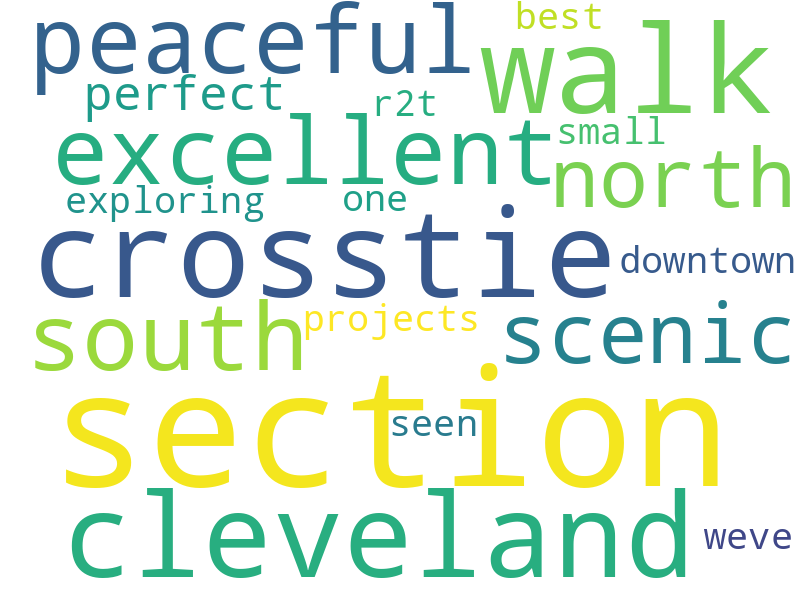 best
peaceful walk
perfect r2t
excellent small
north
exploring one
crosstie downtown
south projects scenic
section
seen
cleveland weve